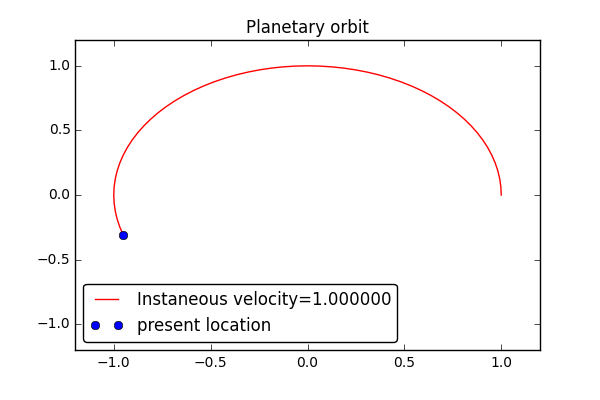 Planetary orbit
1.0
0.5
0.0
−0.5
−1.0
Instaneous velocity=1.000000
present location
−1.0 −0.5 0.0 0.5 1.0